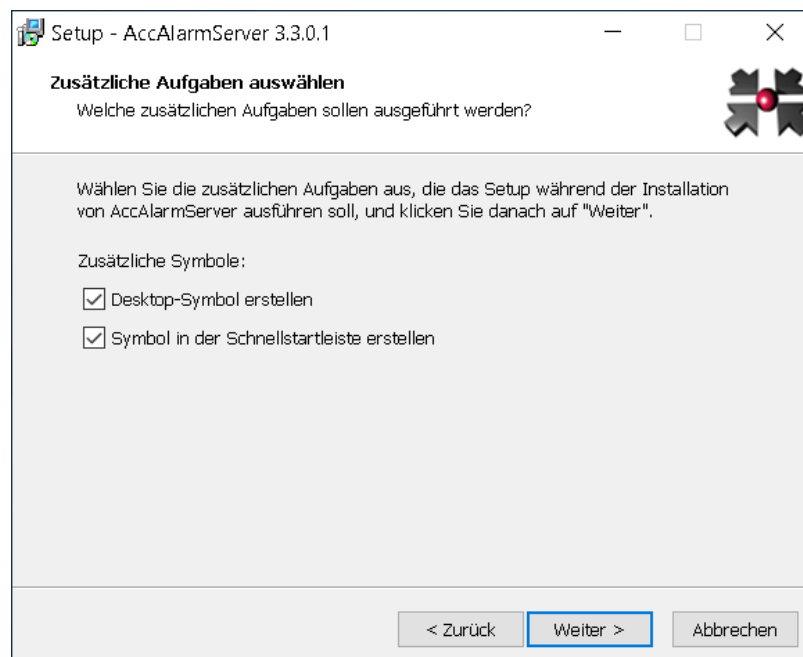 Setup - AccAlarmServer 3.3.0.1
Zusätzliche Aufgaben auswählen
Welche zusätzlichen Aufgaben sollen ausgeführt werden?
Wählen Sie die zusätzlichen Aufgaben aus, die das Setup während der Installation
von AccAlarmServer ausführen soll, und klicken Sie danach auf "Weiter".
Zusätzliche Symbole:
Desktop-Symbol erstellen
Symbol in der Schnellstartleiste erstellen
< Zurück
Weiter >
Abbrechen